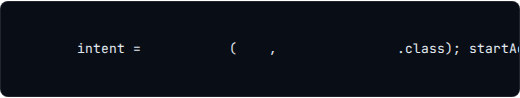 intent = ( , .class); startA